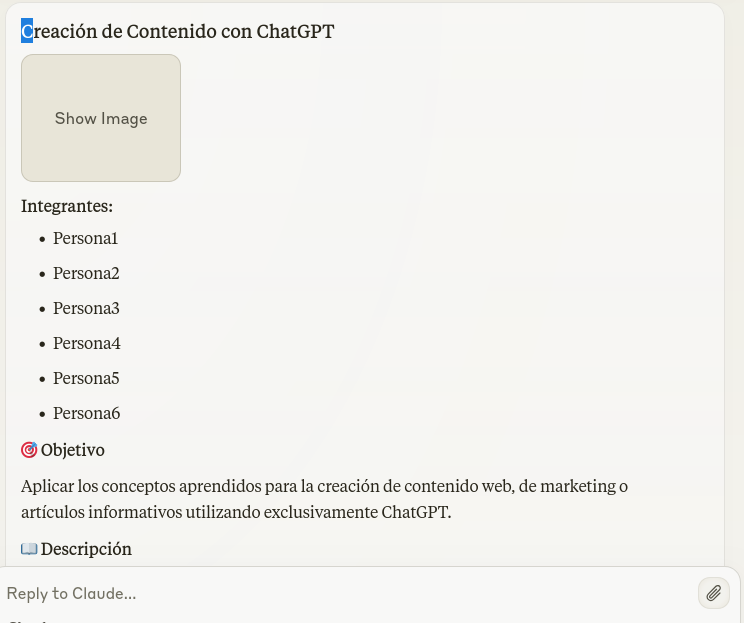 Creación de Contenido con ChatGPT
Show Image
Integrantes:
• Persona1
• Persona2
• Persona3
• Persona4
• Persona5
• Persona6
🎯 Objetivo
Aplicar los conceptos aprendidos para la creación de contenido web, de marketing o
artículos informativos utilizando exclusivamente ChatGPT.
📖 Descripción
Reply to Claude...